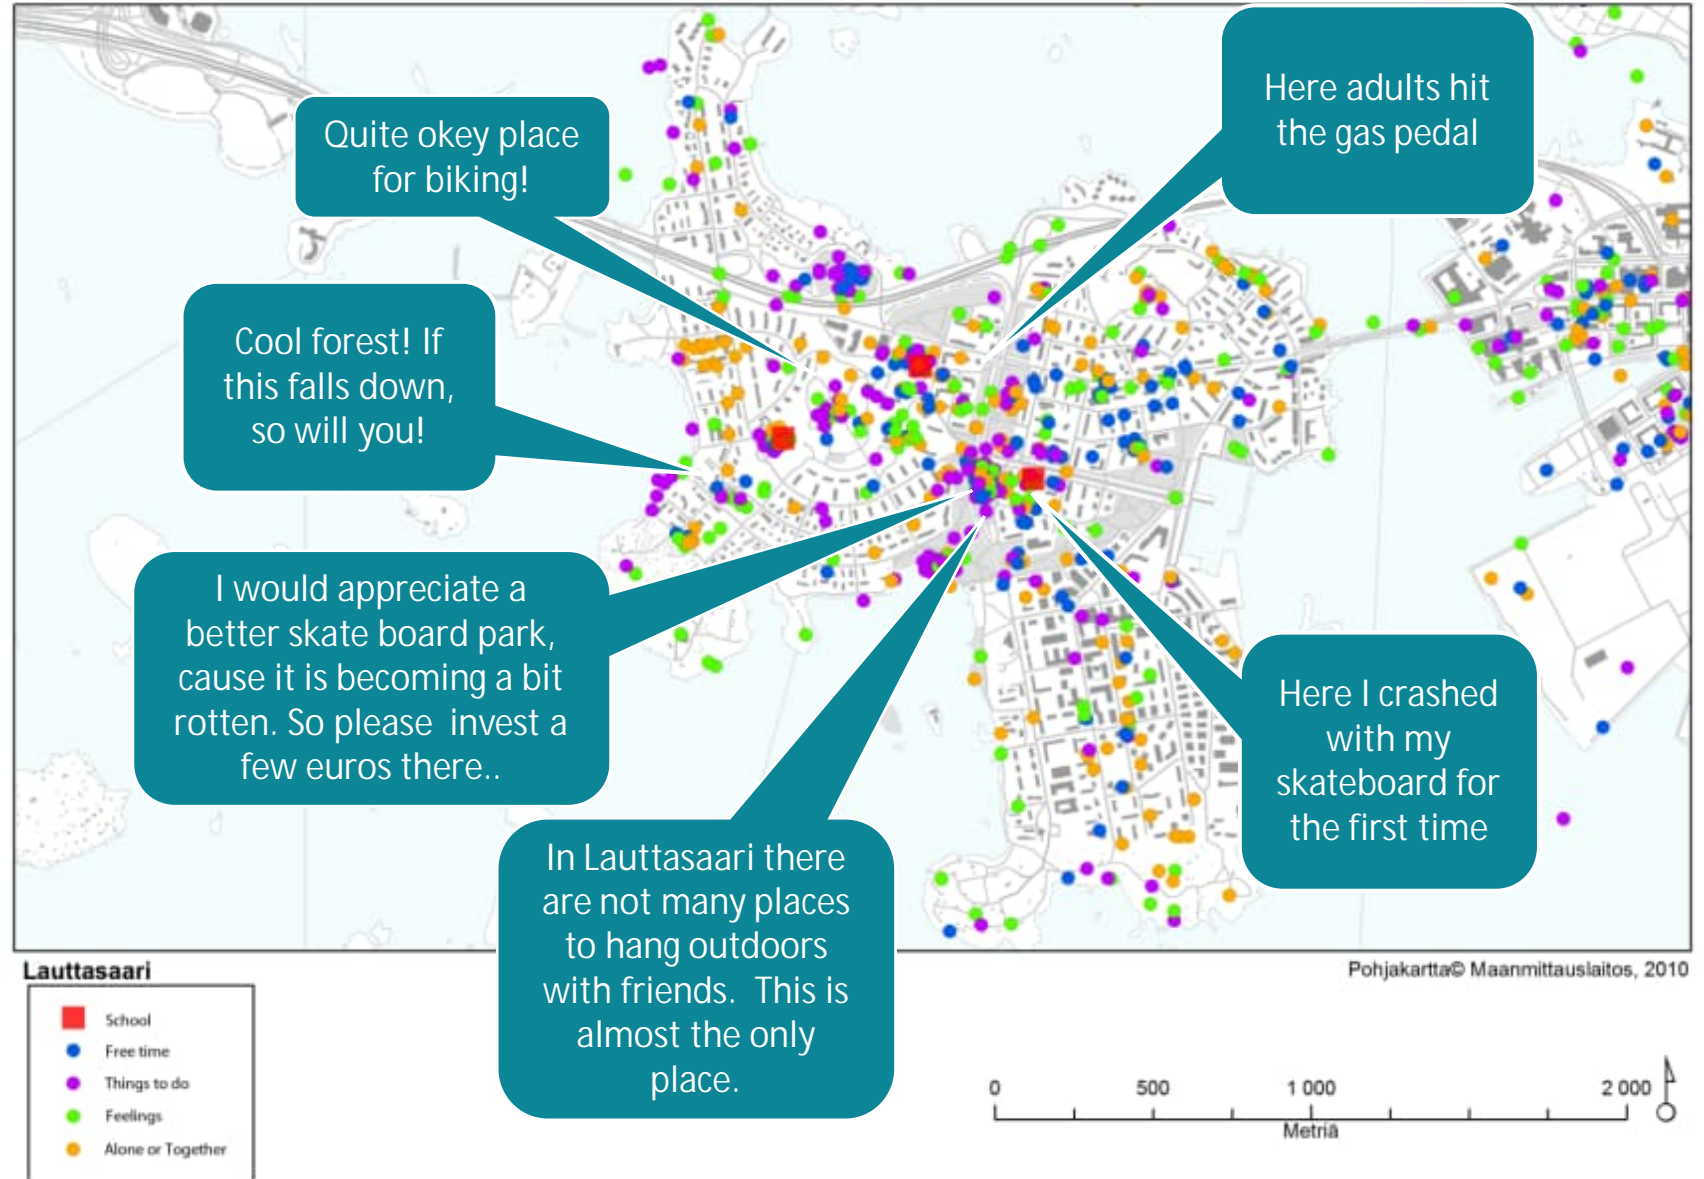 Here adults hit
the gas pedal
Quite okey place
for biking!
Cool forest! If
this falls down,
so will you!
I would appreciate a
better skate board park,
cause it is becoming a bit
rotten. So please invest a
few euros there..
Here I crashed
with my
skateboard for
the first time
In Lauttasaari there
are not many places
to hang outdoors
with friends. This is
almost the only
place.
Lauttasaari
Pohjakartta© Maanmittauslaitos, 2010
School
Free time
Things to do
Feelings
Alone or Together
0 500 1 000 2 000
Metriä